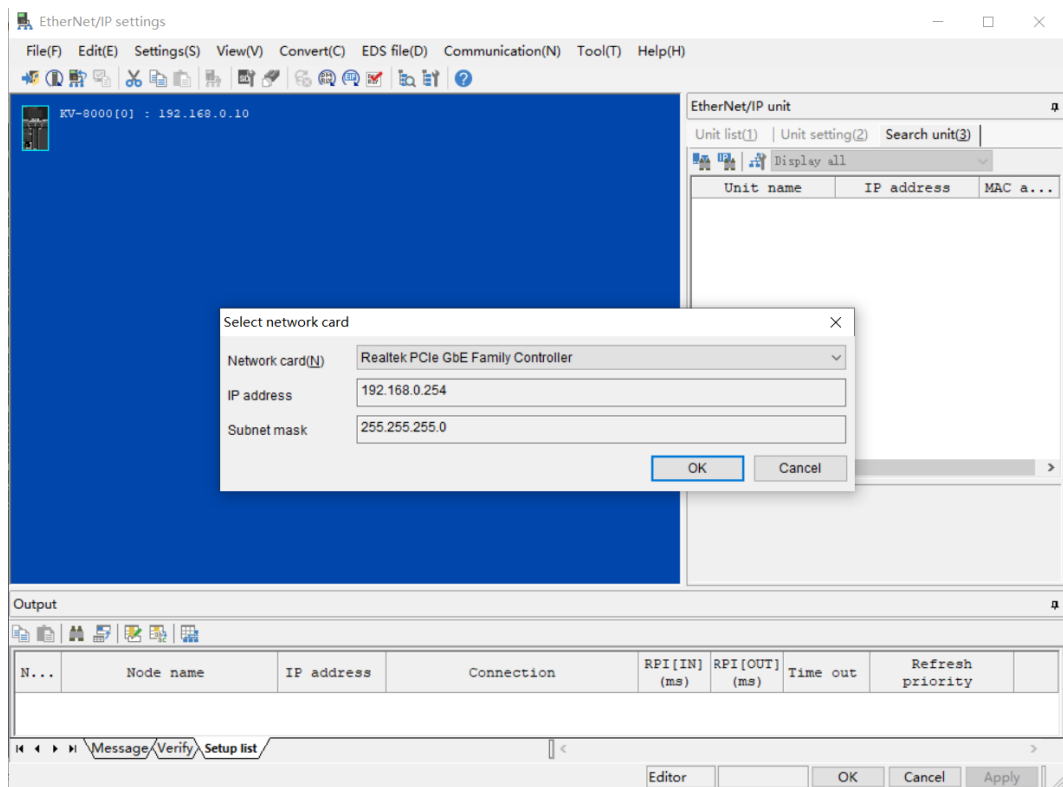 EtherNet/IP settings
File(F) Edit(E) Settings(S) View(V) Convert(C) EDS file(D) Communication(N) Tool(T) Help(H)
KV-8000[0] : 192.168.0.10
EtherNet/IP unit
Unit list(1) Unit setting(2) Search unit(3)
Display all
Unit name IP address MAC a...
Select network card
Network card(N) Realtek PCIe GbE Family Controller
IP address 192.168.0.254
Subnet mask 255.255.255.0
OK Cancel
Output
N... Node name IP address Connection RPI[IN] (ms) RPI[OUT] (ms) Time out Refresh priority
Message Verify Setup list
Editor OK Cancel Apply